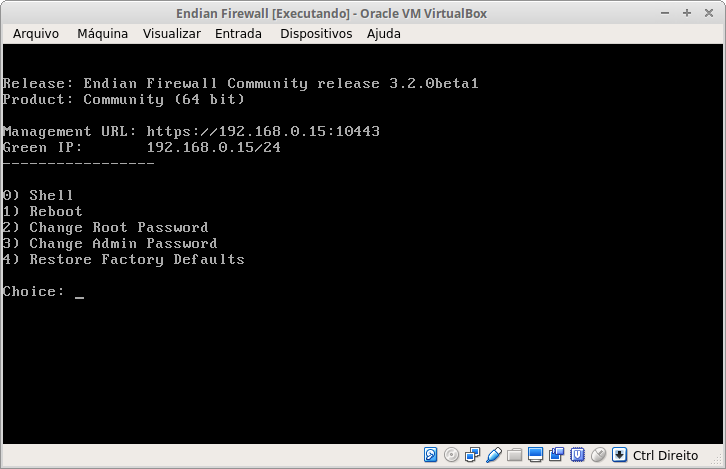 Endian Firewall [Executando] - Oracle VM VirtualBox
Arquivo Máquina Visualizar Entrada Dispositivos Ajuda
Release: Endian Firewall Community release 3.2.0beta1
Product: Community (64 bit)
Management URL: https://192.168.0.15:10443
Green IP: 192.168.0.15/24
-----------------
0) Shell
1) Reboot
2) Change Root Password
3) Change Admin Password
4) Restore Factory Defaults
Choice: _
Ctrl Direito